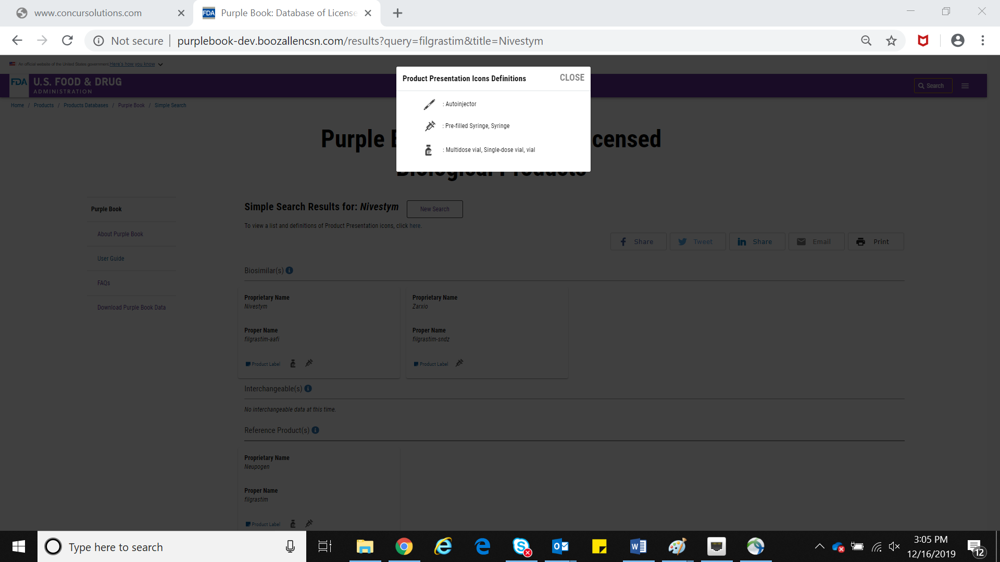 www.concursolutions.com
Purple Book: Database of License
Not secure
purplebook-dev.boozallencsn.com/results?query=filgrastim&title=Nivestym
An official website of the United States government.Here's how you know
FDA U.S. FOOD & DRUG
ADMINISTRATION
Search
Home / Products / Products Databases / Purple Book / Simple Search
Product Presentation Icons Definitions
CLOSE
: Autoinjector
: Pre-filled Syringe, Syringe
: Multidose vial, Single-dose vial, vial
Purple
censed
Biological Products
Purple Book
About Purple Book
User Guide
FAQs
Download Purple Book Data
Simple Search Results for: Nivestym
New Search
To view a list and definitions of Product Presentation icons, click here.
Share
Tweet
Share
Email
Print
Biosimilar(s)
Proprietary Name
Nivestym
Proper Name
filgrastim-aafi
Product Label
Proprietary Name
Zarxio
Proper Name
filgrastim-sndz
Product Label
Interchangeable(s)
No interchangeable data at this time.
Reference Product(s)
Proprietary Name
Neupogen
Proper Name
filgrastim
Product Label
Type here to search
3:05 PM
12/16/2019
12